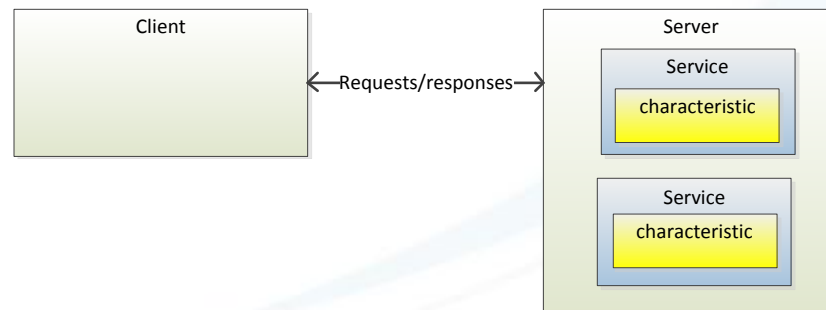 Client
Requests/responses
Server
Service
characteristic
Service
characteristic